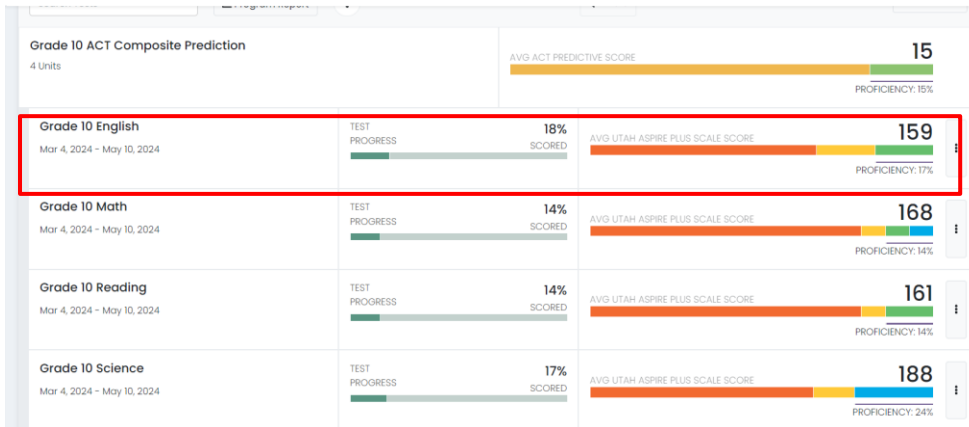 Program Report
Grade 10 ACT Composite Prediction
4 Units
AVG ACT PREDICTIVE SCORE
15
PROFICIENCY: 15%
Grade 10 English
Mar 4, 2024 - May 10, 2024
TEST
PROGRESS
18%
SCORED
AVG UTAH ASPIRE PLUS SCALE SCORE
159
PROFICIENCY: 17%
Grade 10 Math
Mar 4, 2024 - May 10, 2024
TEST
PROGRESS
14%
SCORED
AVG UTAH ASPIRE PLUS SCALE SCORE
168
PROFICIENCY: 14%
Grade 10 Reading
Mar 4, 2024 - May 10, 2024
TEST
PROGRESS
14%
SCORED
AVG UTAH ASPIRE PLUS SCALE SCORE
161
PROFICIENCY: 14%
Grade 10 Science
Mar 4, 2024 - May 10, 2024
TEST
PROGRESS
17%
SCORED
AVG UTAH ASPIRE PLUS SCALE SCORE
188
PROFICIENCY: 24%